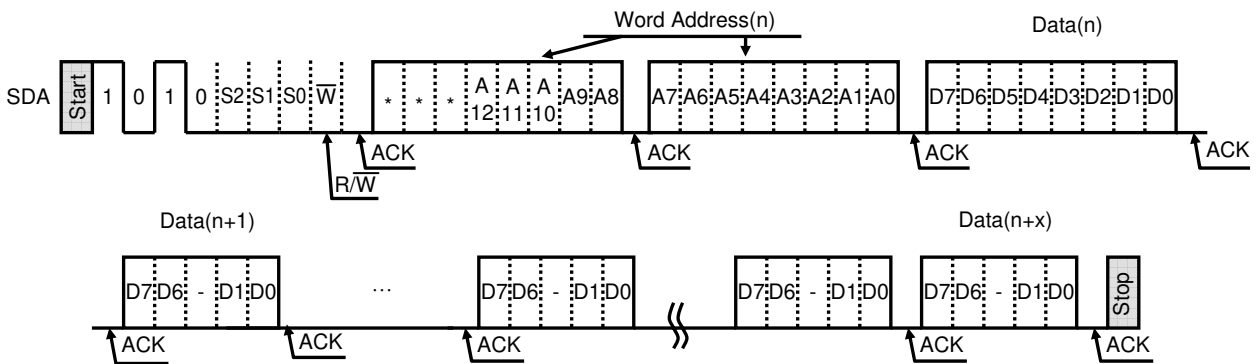 Word Address(n) Data(n)
SDA Start 1 0 1 0 S2 S1 S0 W̅ * * * A12 A11 A10 A9 A8 A7 A6 A5 A4 A3 A2 A1 A0 D7 D6 D5 D4 D3 D2 D1 D0
ACK ACK ACK ACK
R/W̅
Data(n+1) Data(n+x)
D7 D6 - D1 D0 ... D7 D6 - D1 D0 D7 D6 - D1 D0 D7 D6 - D1 D0 Stop
ACK ACK ACK ACK ACK